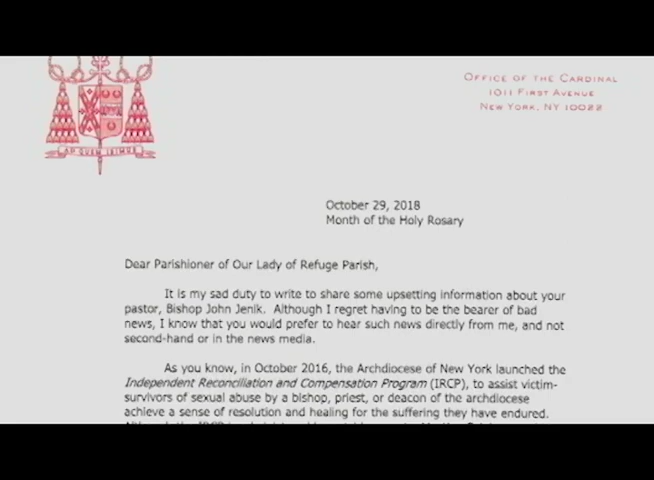 OFFICE OF THE CARDINAL
1011 FIRST AVENUE
NEW YORK, NY 10022
AD QUEM IBIMUS
October 29, 2018
Month of the Holy Rosary
Dear Parishioner of Our Lady of Refuge Parish,
It is my sad duty to write to share some upsetting information about your
pastor, Bishop John Jenik. Although I regret having to be the bearer of bad
news, I know that you would prefer to hear such news directly from me, and not
second-hand or in the news media.
As you know, in October 2016, the Archdiocese of New York launched the
Independent Reconciliation and Compensation Program (IRCP), to assist victim-
survivors of sexual abuse by a bishop, priest, or deacon of the archdiocese
achieve a sense of resolution and healing for the suffering they have endured.